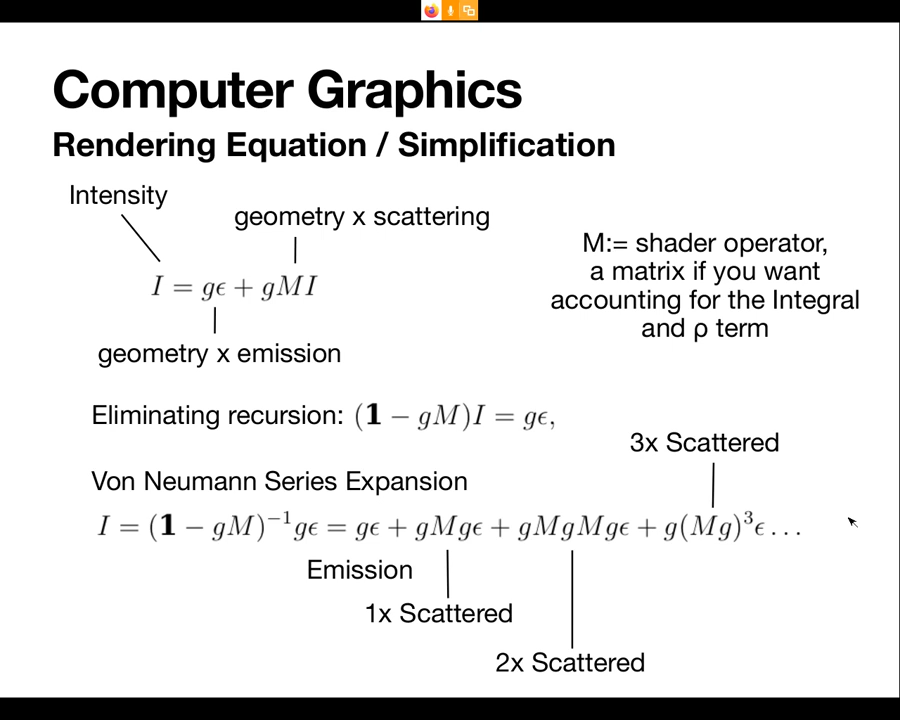 Computer Graphics
Rendering Equation / Simplification
Intensity
geometry x scattering
I = gϵ + gMI
geometry x emission
M:= shader operator,
a matrix if you want
accounting for the Integral
and ρ term
Eliminating recursion: (𝟏 − gM)I = gϵ,
3x Scattered
Von Neumann Series Expansion
I = (𝟏 − gM)⁻¹gϵ = gϵ + gMgϵ + gMgMgϵ + g(Mg)³ϵ . . .
Emission
1x Scattered
2x Scattered